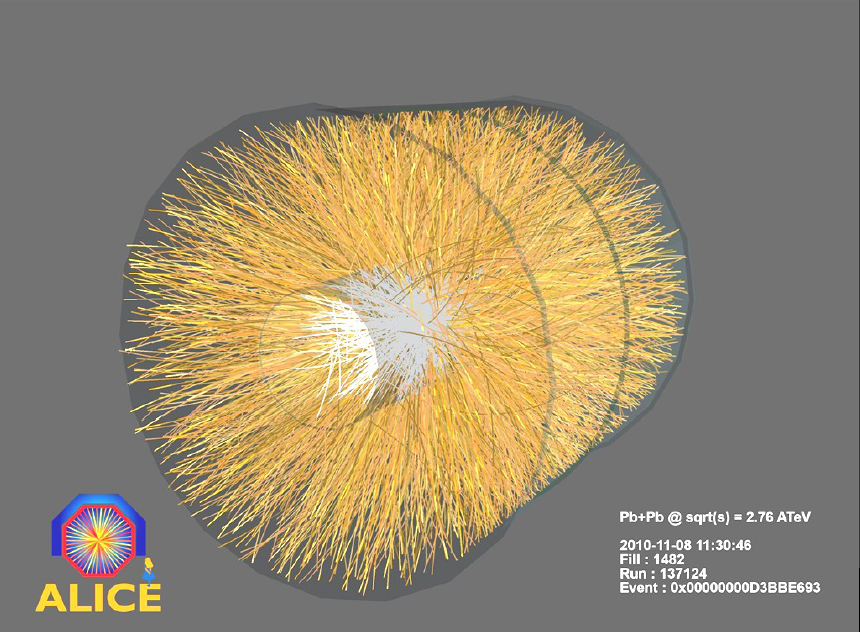 Pb+Pb @ sqrt(s) = 2.76 ATeV
2010-11-08 11:30:46
Fill : 1482
Run : 137124
Event : 0x00000000D3BBE693
ALICE